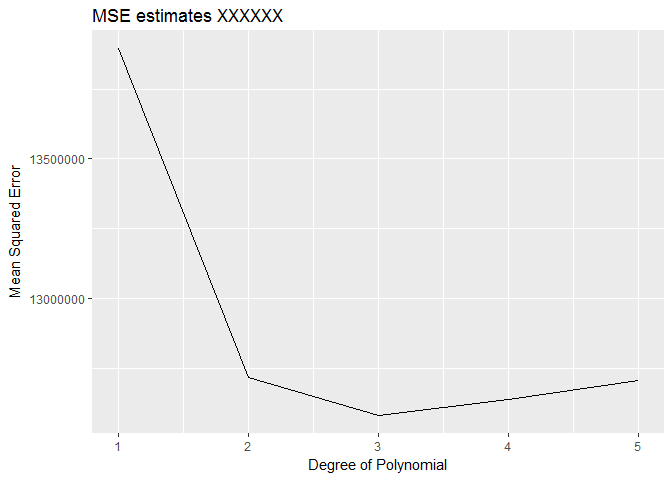 MSE estimates XXXXXX
Mean Squared Error
13500000
13000000
1 2 3 4 5
Degree of Polynomial